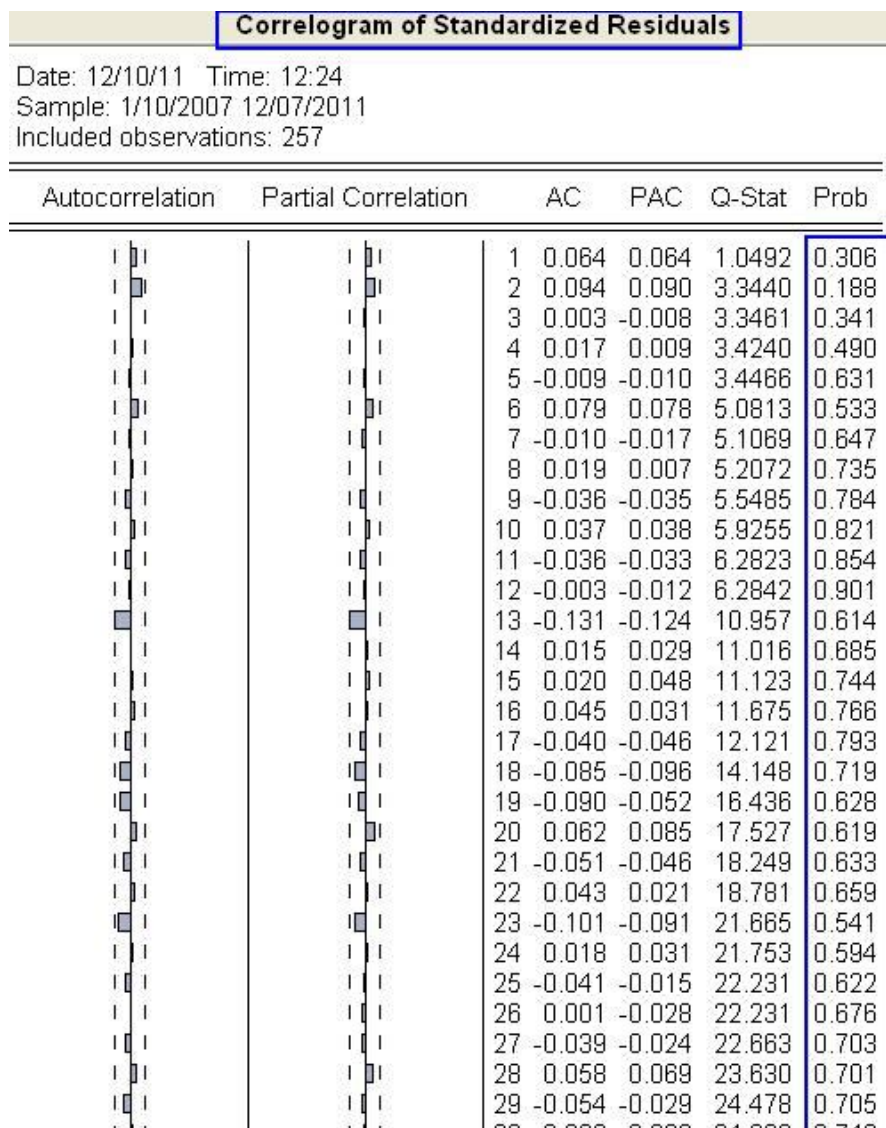 Correlogram of Standardized Residuals
Date: 12/10/11 Time: 12:24
Sample: 1/10/2007 12/07/2011
Included observations: 257
Autocorrelation Partial Correlation AC PAC Q-Stat Prob
1 0.064 0.064 1.0492 0.306
2 0.094 0.090 3.3440 0.188
3 0.003 -0.008 3.3461 0.341
4 0.017 0.009 3.4240 0.490
5 -0.009 -0.010 3.4466 0.631
6 0.079 0.078 5.0813 0.533
7 -0.010 -0.017 5.1069 0.647
8 0.019 0.007 5.2072 0.735
9 -0.036 -0.035 5.5485 0.784
10 0.037 0.038 5.9255 0.821
11 -0.036 -0.033 6.2823 0.854
12 -0.003 -0.012 6.2842 0.901
13 -0.131 -0.124 10.957 0.614
14 0.015 0.029 11.016 0.685
15 0.020 0.048 11.123 0.744
16 0.045 0.031 11.675 0.766
17 -0.040 -0.046 12.121 0.793
18 -0.085 -0.096 14.148 0.719
19 -0.090 -0.052 16.436 0.628
20 0.062 0.085 17.527 0.619
21 -0.051 -0.046 18.249 0.633
22 0.043 0.021 18.781 0.659
23 -0.101 -0.091 21.665 0.541
24 0.018 0.031 21.753 0.594
25 -0.041 -0.015 22.231 0.622
26 0.001 -0.028 22.231 0.676
27 -0.039 -0.024 22.663 0.703
28 0.058 0.069 23.630 0.701
29 -0.054 -0.029 24.478 0.705